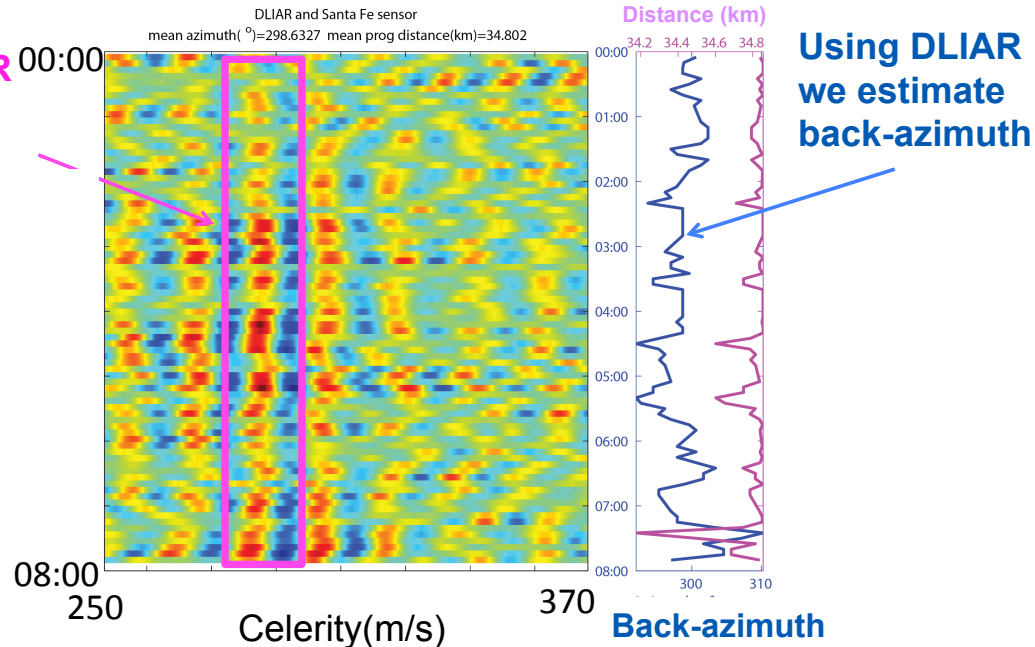 DLIAR and Santa Fe sensor
mean azimuth( °)=298.6327 mean prog distance(km)=34.802
R
00:00
08:00
250
370
Celerity(m/s)
Distance (km)
34.2 34.4 34.6 34.8
00:00
01:00
02:00
03:00
04:00
05:00
06:00
07:00
08:00
300 310
Back-azimuth
Using DLIAR
we estimate
back-azimuth